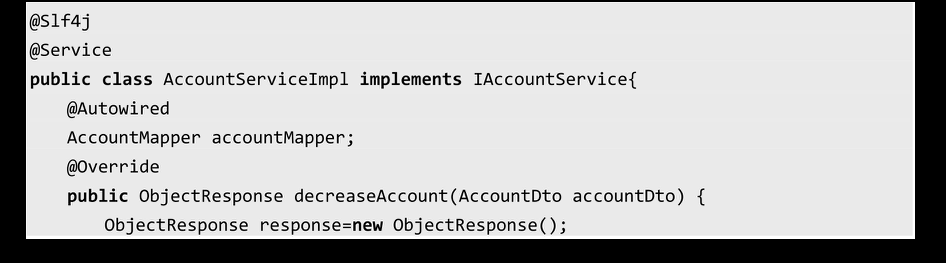 @Slf4j
@Service
public class AccountServiceImpl implements IAccountService{
@Autowired
AccountMapper accountMapper;
@Override
public ObjectResponse decreaseAccount(AccountDto accountDto) {
ObjectResponse response=new ObjectResponse();